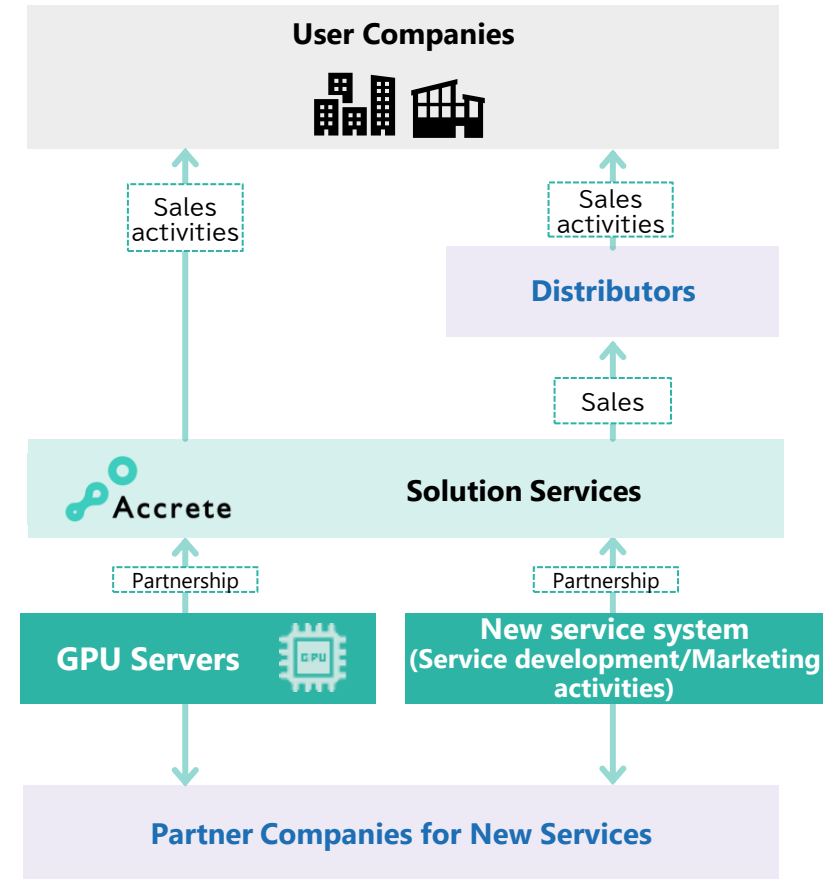 User Companies
Sales
activities
Sales
activities
Distributors
Sales
Accrete
Solution Services
Partnership
Partnership
GPU Servers
GPU
New service system
(Service development/Marketing
activities)
Partner Companies for New Services